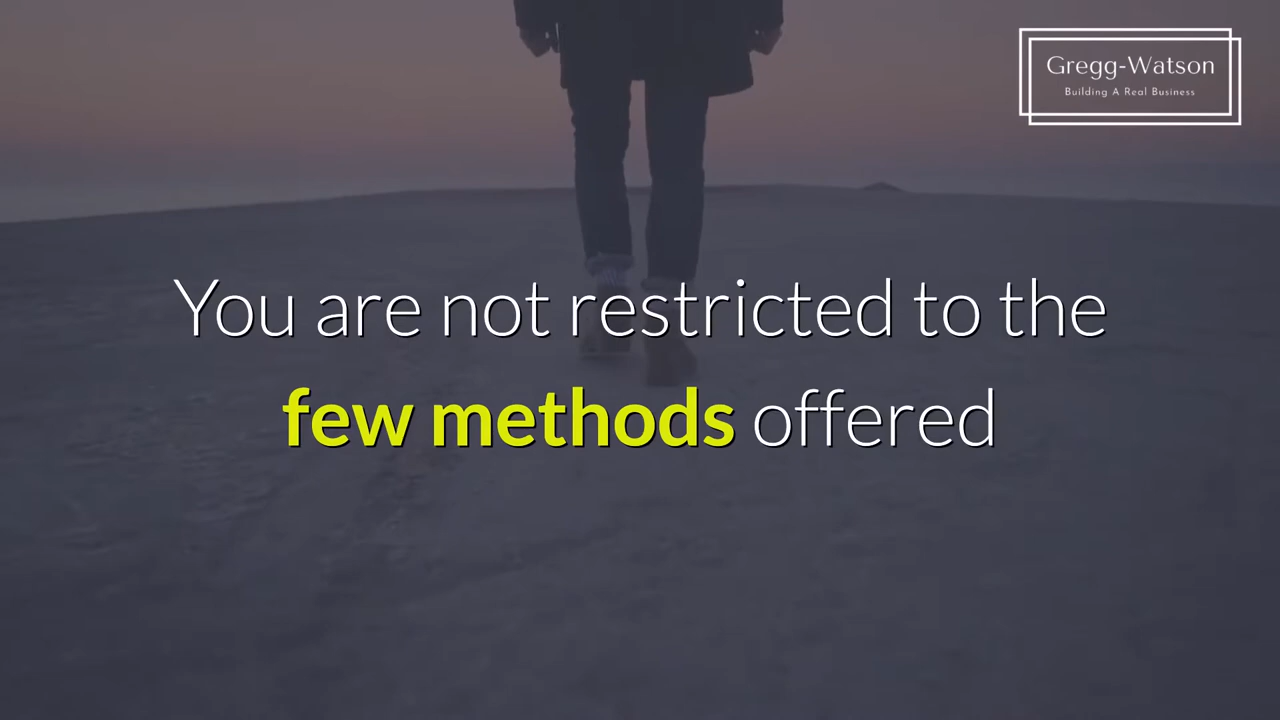 Gregg-Watson
Building A Real Business
You are not restricted to the
few methods offered